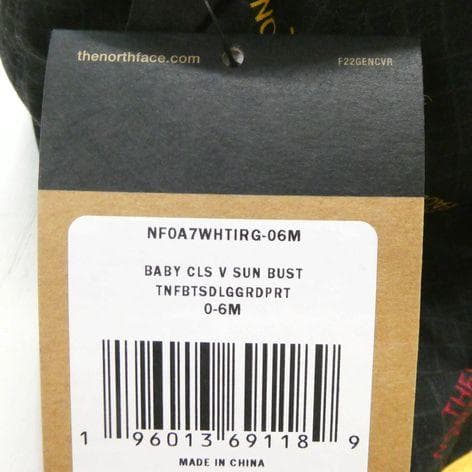 thenorthface.com F22GENCVR
NF0A7WHTIRG-06M
BABY CLS V SUN BUST
TNFBTSDLGGRDPRT
0-6M
1 96013 69118 9
MADE IN CHINA